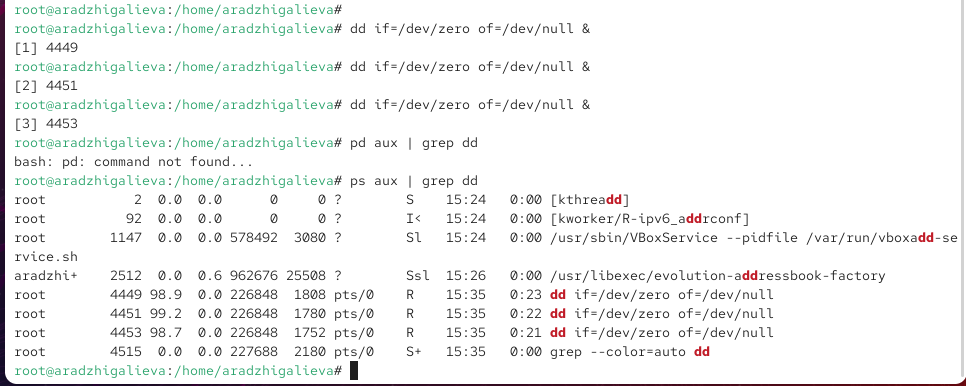 root@aradzhigalieva:/home/aradzhigalieva#
root@aradzhigalieva:/home/aradzhigalieva# dd if=/dev/zero of=/dev/null &
[1] 4449
root@aradzhigalieva:/home/aradzhigalieva# dd if=/dev/zero of=/dev/null &
[2] 4451
root@aradzhigalieva:/home/aradzhigalieva# dd if=/dev/zero of=/dev/null &
[3] 4453
root@aradzhigalieva:/home/aradzhigalieva# pd aux | grep dd
bash: pd: command not found...
root@aradzhigalieva:/home/aradzhigalieva# ps aux | grep dd
root           2  0.0  0.0      0     0 ?        S    15:24   0:00 [kthreadd]
root          92  0.0  0.0      0     0 ?        I<   15:24   0:00 [kworker/R-ipv6_addrconf]
root        1147  0.0  0.0 578492  3080 ?        Sl   15:24   0:00 /usr/sbin/VBoxService --pidfile /var/run/vboxadd-se
rvice.sh
aradzhi+    2512  0.0  0.6 962676 25508 ?        Ssl  15:26   0:00 /usr/libexec/evolution-addressbook-factory
root        4449 98.9  0.0 226848  1808 pts/0    R    15:35   0:23 dd if=/dev/zero of=/dev/null
root        4451 99.2  0.0 226848  1780 pts/0    R    15:35   0:22 dd if=/dev/zero of=/dev/null
root        4453 98.7  0.0 226848  1752 pts/0    R    15:35   0:21 dd if=/dev/zero of=/dev/null
root        4515  0.0  0.0 227688  2180 pts/0    S+   15:35   0:00 grep --color=auto dd
root@aradzhigalieva:/home/aradzhigalieva#